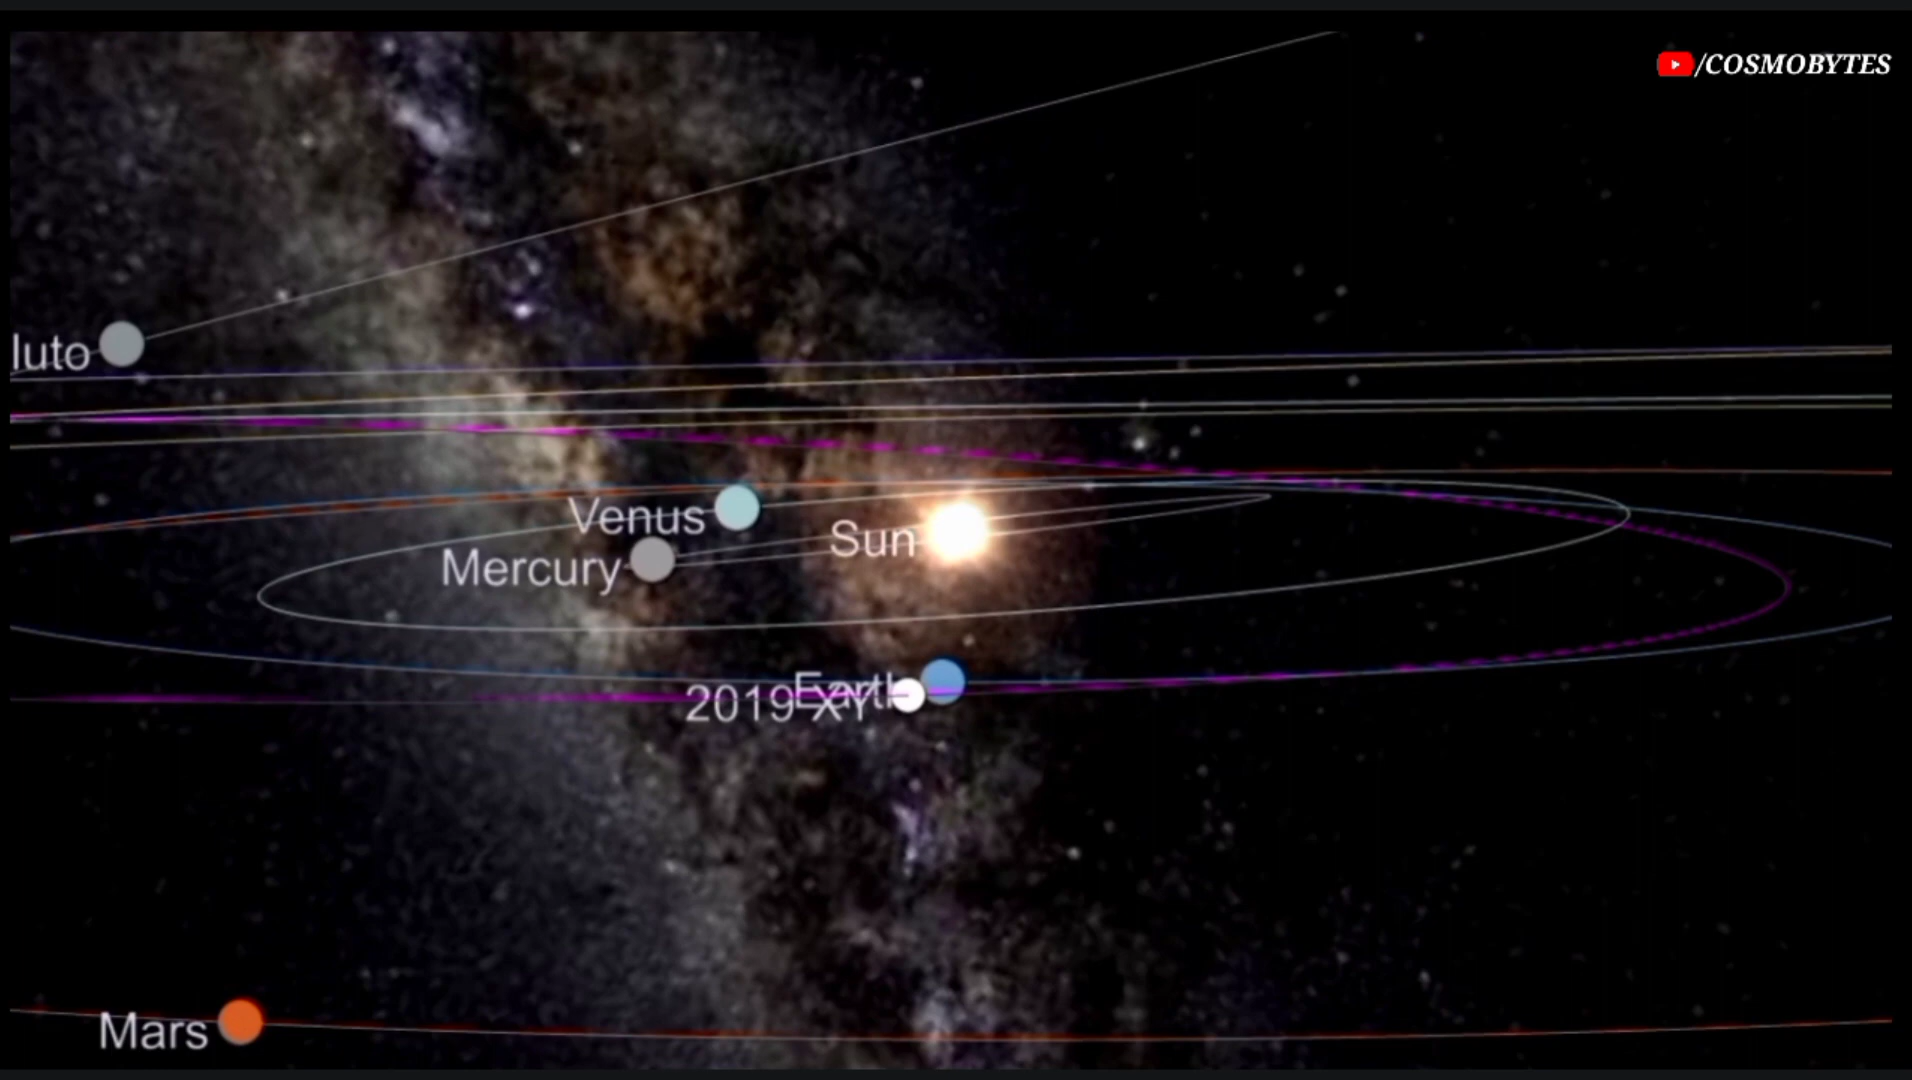 /COSMOBYTES
luto
Venus
Sun
Mercury
Earth
2019 XY
Mars